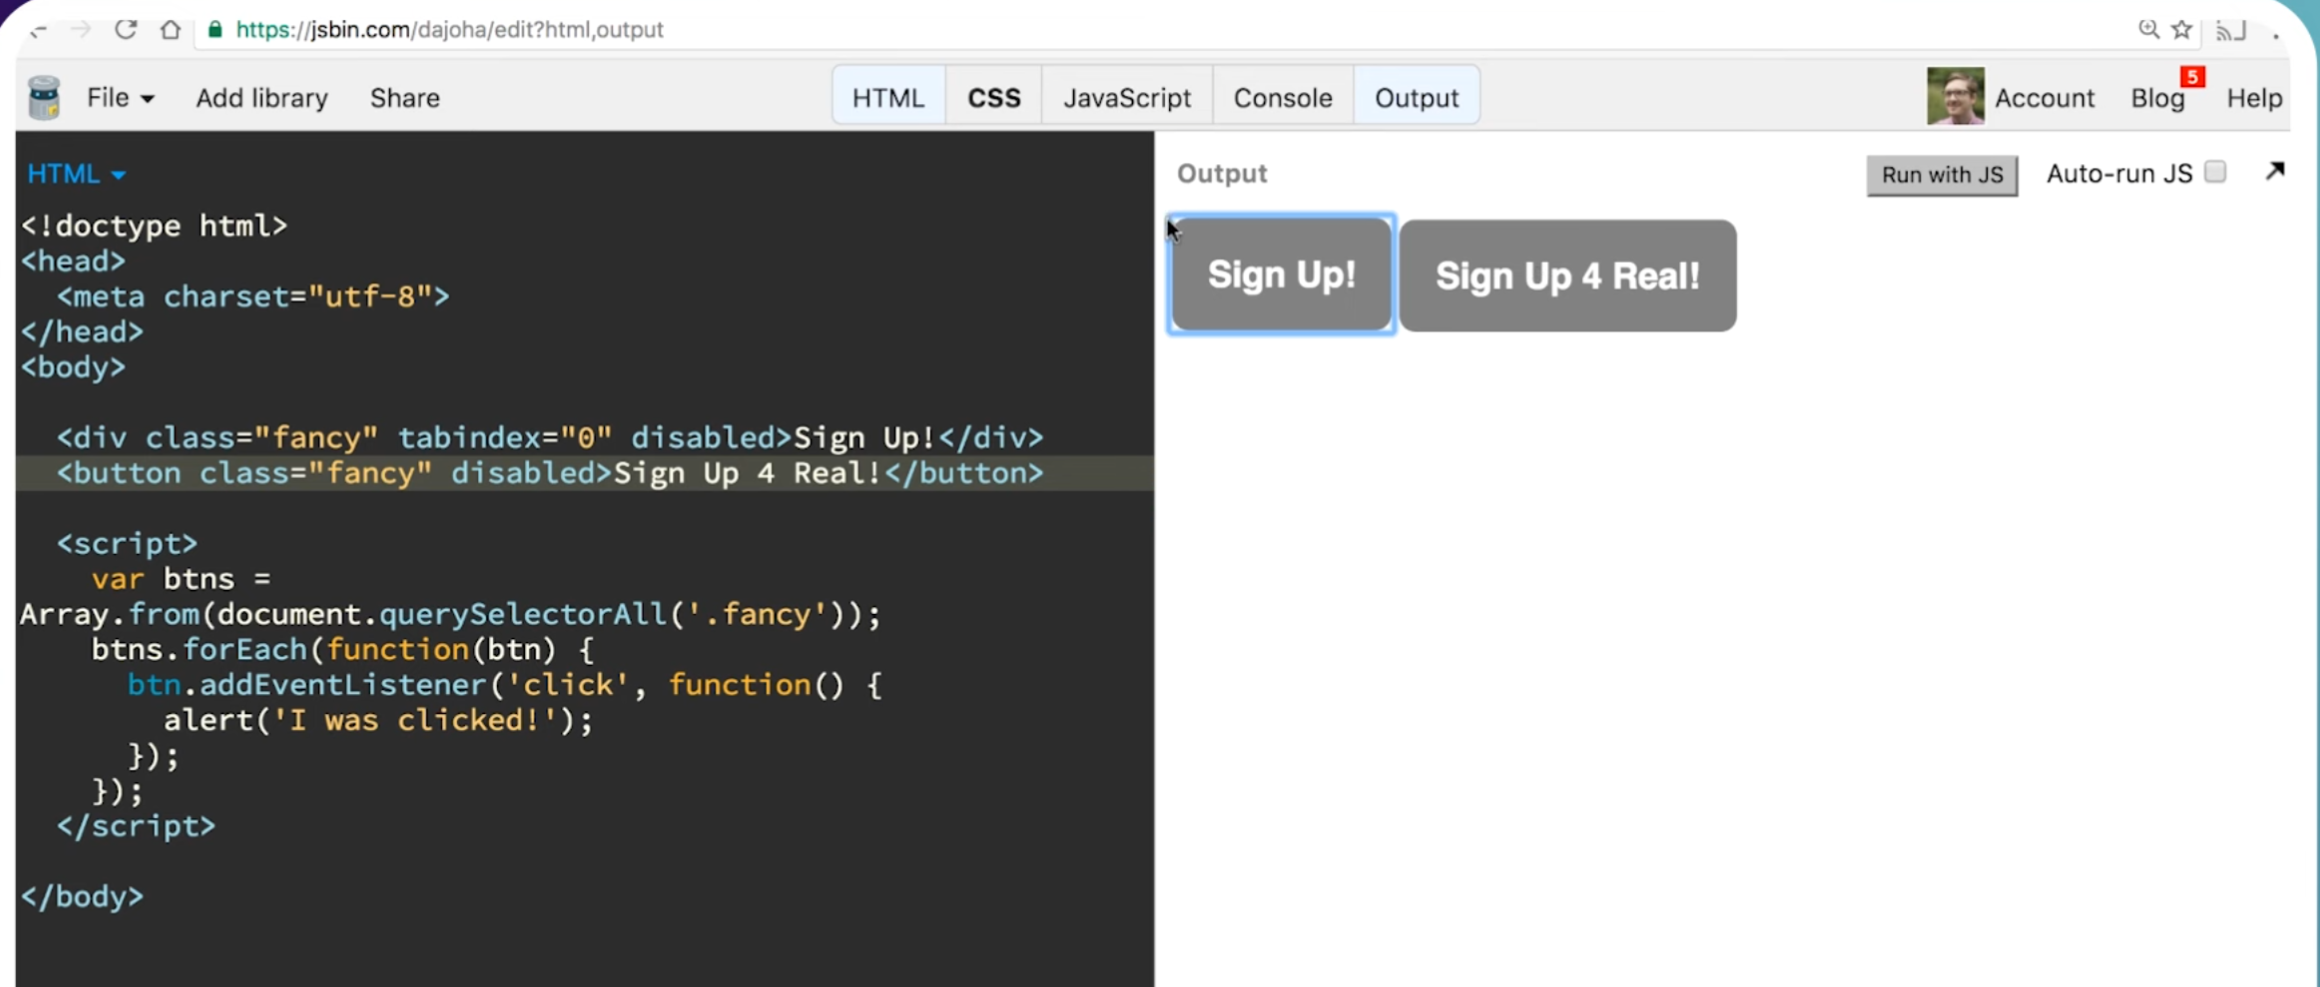 https://jsbin.com/dajoha/edit?html,output
File Add library Share HTML CSS JavaScript Console Output Account Blog 5 Help
HTML
<!doctype html>
<head>
<meta charset="utf-8">
</head>
<body>
<div class="fancy" tabindex="0" disabled>Sign Up!</div>
<button class="fancy" disabled>Sign Up 4 Real!</button>
<script>
var btns =
Array.from(document.querySelectorAll('.fancy'));
btns.forEach(function(btn) {
btn.addEventListener('click', function() {
alert('I was clicked!');
});
});
</script>
</body>
Output Run with JS Auto-run JS
Sign Up! Sign Up 4 Real!